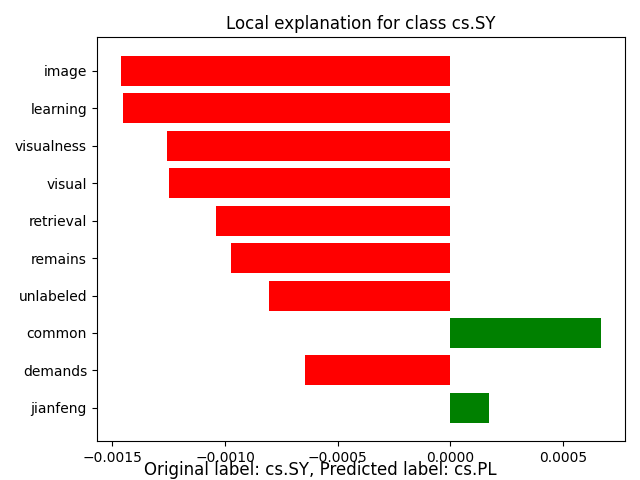 Local explanation for class cs.SY
image
learning
visualness
visual
retrieval
remains
unlabeled
common
demands
jianfeng
−0.0015 −0.0010 −0.0005 0.0000 0.0005
Original label: cs.SY, Predicted label: cs.PL